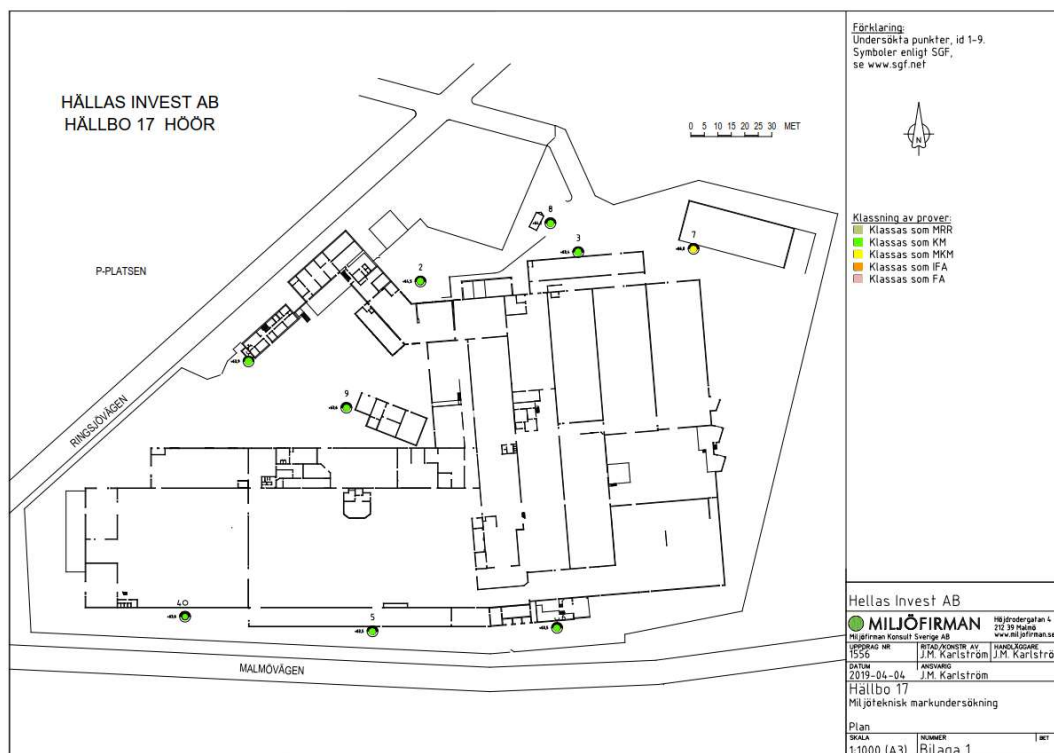 HÄLLAS INVEST AB
HÄLLBO 17 HÖÖR
P-PLATSEN
RINGSJÖVÄGEN
MALMÖVÄGEN
0 5 10 15 20 25 30 MET
8
3
7
2
9
40
5
Förklaring:
Undersökta punkter, id 1-9.
Symboler enligt SGF,
se www.sgf.net
N
Klassning av prover:
Klassas som MRR
Klassas som KM
Klassas som MKM
Klassas som IFA
Klassas som FA
Hellas Invest AB
MILJÖFIRMAN
Miljöfirman Konsult Sverige AB
Höjdrodergatan 4
212 39 Malmö
www.miljofirman.se
UPPDRAG NR RITAD/KONSTR AV HANDLÄGGARE
1556 J.M. Karlström J.M. Karlströ
DATUM ANSVARIG
2019-04-04 J.M. Karlström
Hällbo 17
Miljöteknisk markundersökning
Plan
SKALA NUMMER BET
1:1000 (A3) Bilaga 1